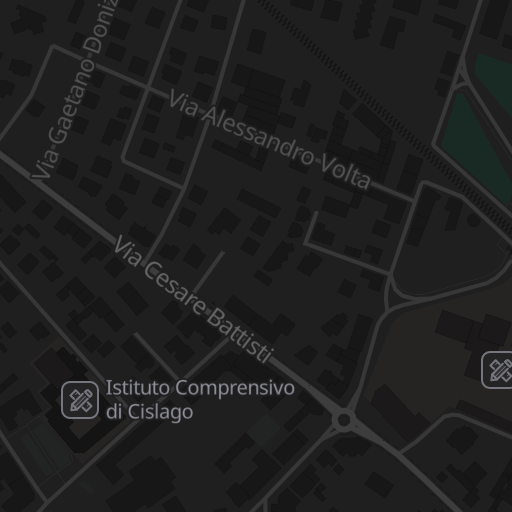 Via Gaetano Doniz
Via Alessandro Volta
Via Cesare Battisti
Istituto Comprensivo
di Cislago